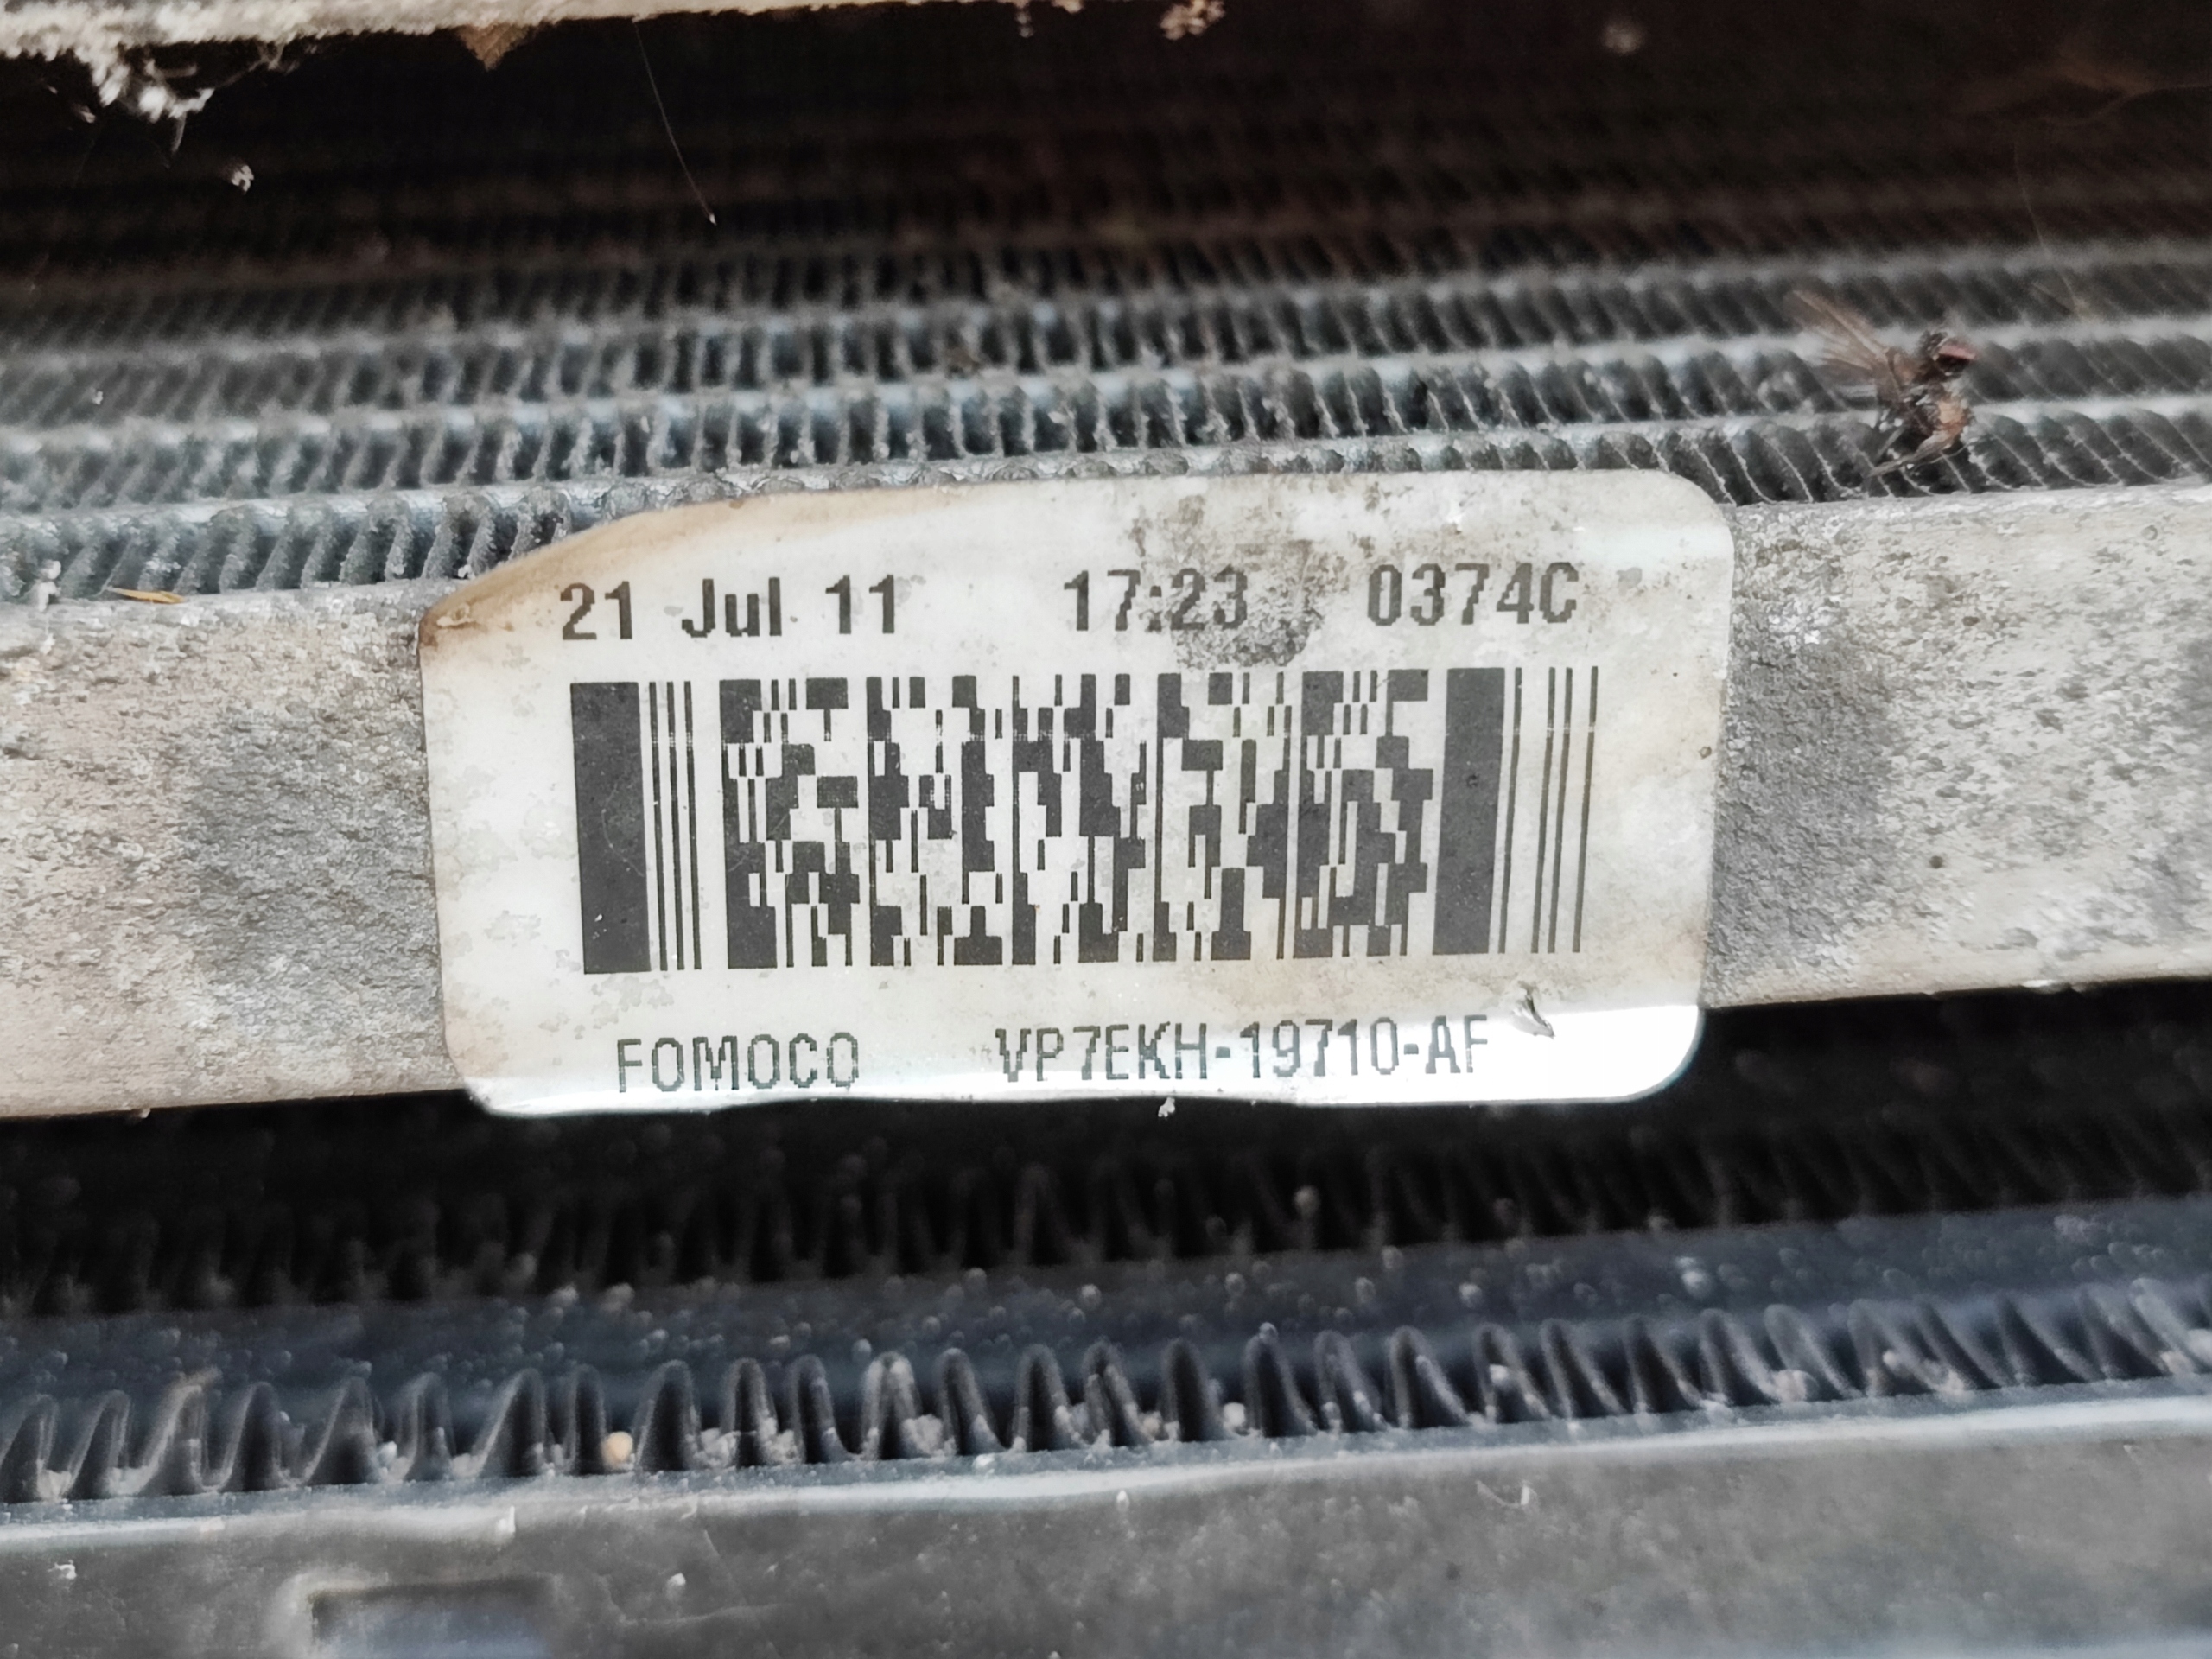 21 Jul 11 17:23 0374C
FOMOCO VP7EKH-19710-AF